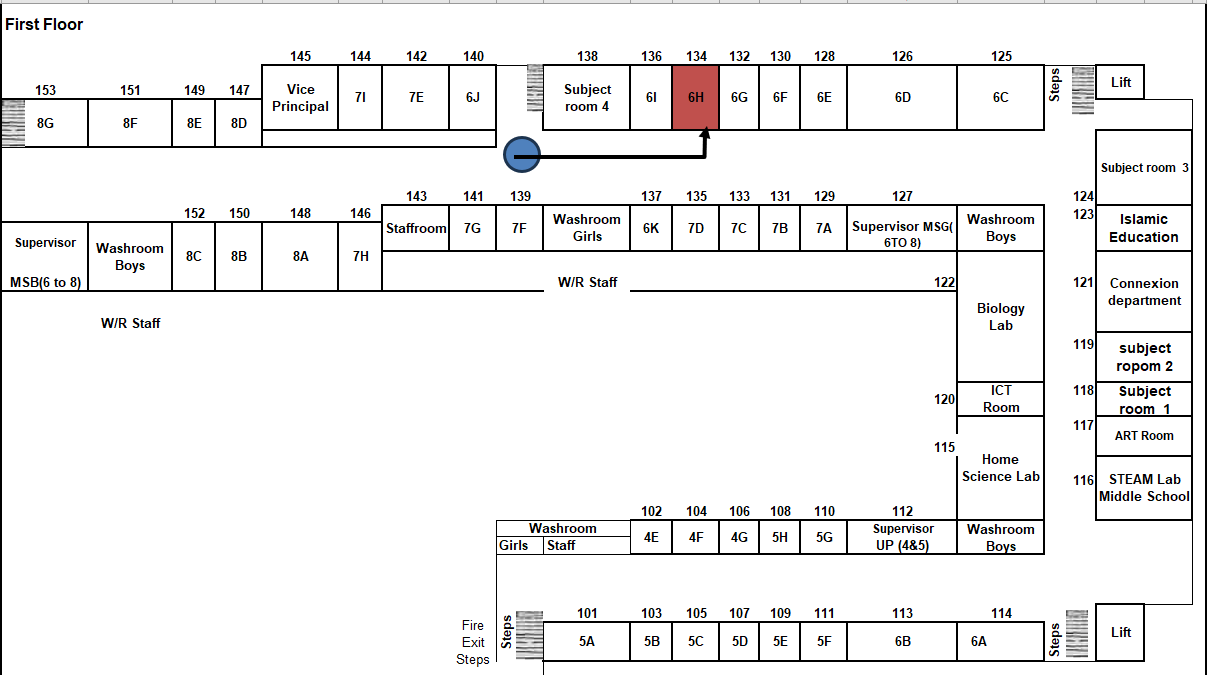 First Floor
145 144 142 140 138 136 134 132 130 128 126 125
153 151 149 147
Vice
Principal
7I 7E 6J
Subject
room 4
6I 6H 6G 6F 6E 6D 6C
Steps
Lift
8G 8F 8E 8D
Subject room 3
124
143 141 139 137 135 133 131 129 127
152 150 148 146
123
Staffroom 7G 7F
Washroom
Girls
6K 7D 7C 7B 7A
Supervisor MSG(
6TO 8)
Washroom
Boys
Islamic
Education
Supervisor
MSB(6 to 8)
Washroom
Boys
8C 8B 8A 7H
W/R Staff
122
121
Connexion
department
W/R Staff
Biology
Lab
119
subject
ropom 2
120
ICT
Room
118
Subject
room 1
117
ART Room
115
Home
Science Lab
116
STEAM Lab
Middle School
102 104 106 108 110 112
Washroom
Girls Staff
4E 4F 4G 5H 5G
Supervisor
UP (4&5)
Washroom
Boys
101 103 105 107 109 111 113 114
Fire
Exit
Steps
Steps
5A 5B 5C 5D 5E 5F 6B 6A
Steps
Lift